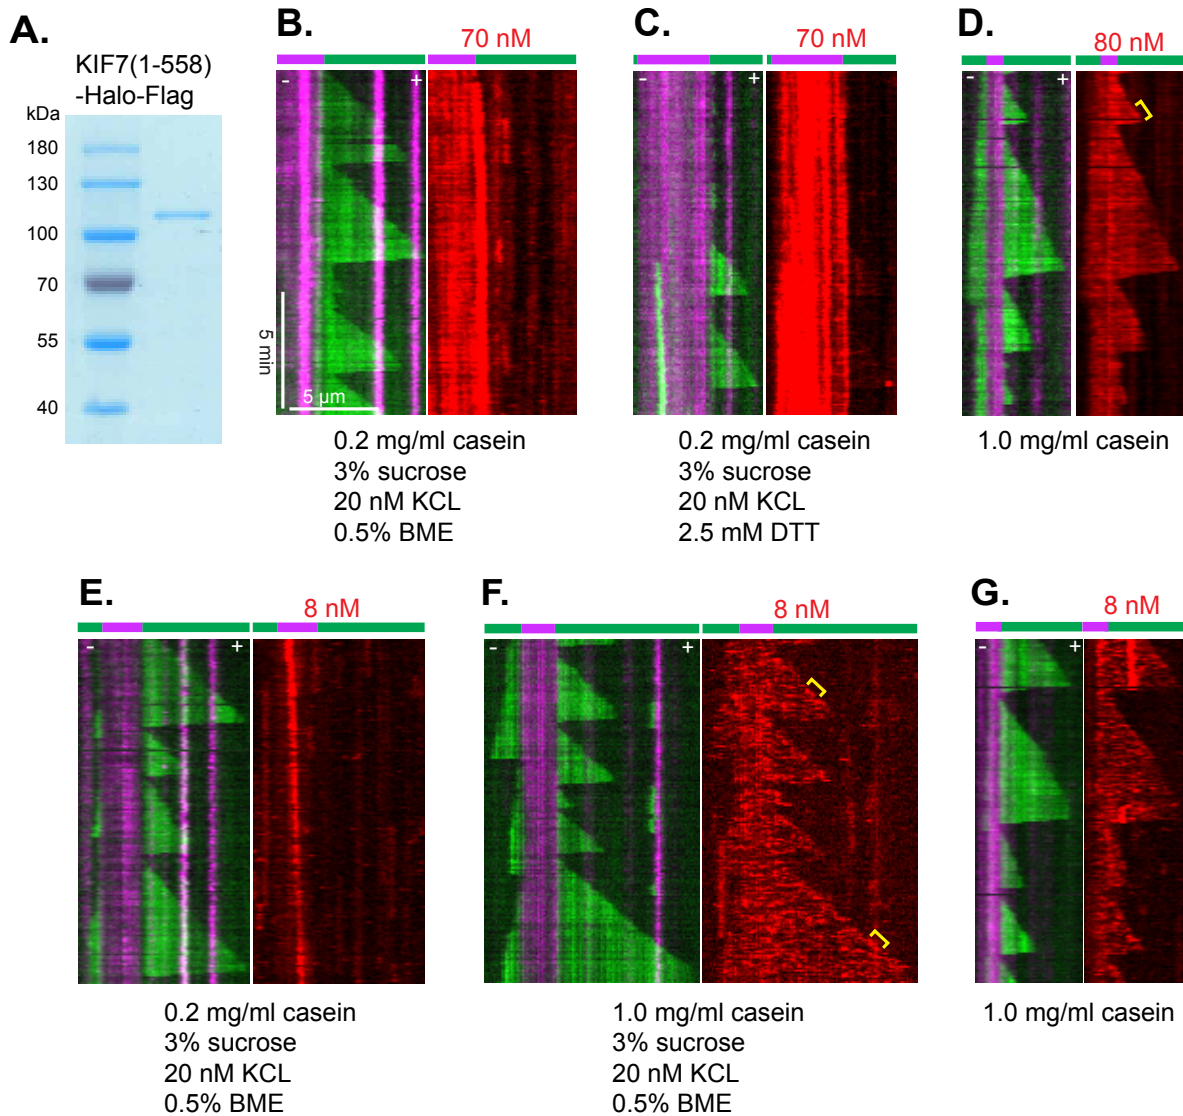 A.
KIF7(1-558)
-Halo-Flag
kDa
180
130
100
70
55
40
B.
70 nM
-
+
5 min
5 µm
0.2 mg/ml casein
3% sucrose
20 nM KCL
0.5% BME
C.
70 nM
-
+
0.2 mg/ml casein
3% sucrose
20 nM KCL
2.5 mM DTT
D.
80 nM
-
+
1.0 mg/ml casein
E.
8 nM
-
+
0.2 mg/ml casein
3% sucrose
20 nM KCL
0.5% BME
F.
8 nM
-
+
1.0 mg/ml casein
3% sucrose
20 nM KCL
0.5% BME
G.
8 nM
-
+
1.0 mg/ml casein